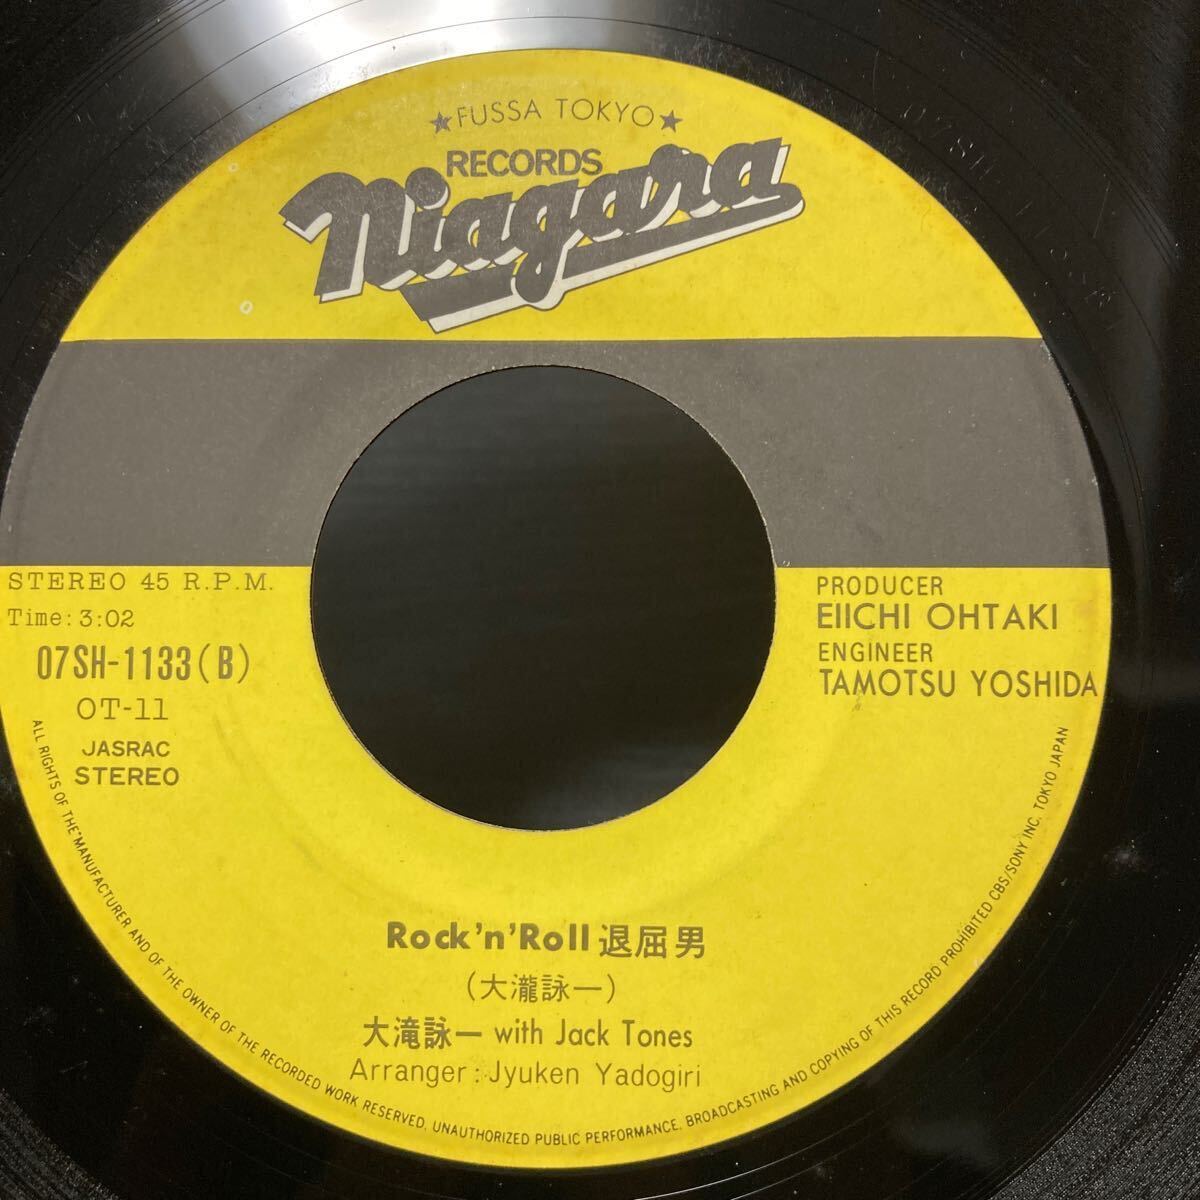 ★FUSSA TOKYO★
RECORDS
Niagara
STEREO 45 R.P.M.
Time: 3:02
07SH-1133(B)
OT-11
JASRAC
STEREO
PRODUCER
EIICHI OHTAKI
ENGINEER
TAMOTSU YOSHIDA
Rock'n'Roll 退屈男
(大瀧詠一)
大滝詠一 with Jack Tones
Arranger : Jyuken Yadogiri
ALL RIGHTS OF THE"MANUFACTURER AND OF THE OWNER OF THE RECORDED WORK RESERVED. UNAUTHORIZED PUBLIC PERFORMANCE. BROADCASTING AND COPYING OF THIS RECORD PROHIBITED CBS/SONY INC. TOKYO JAPAN